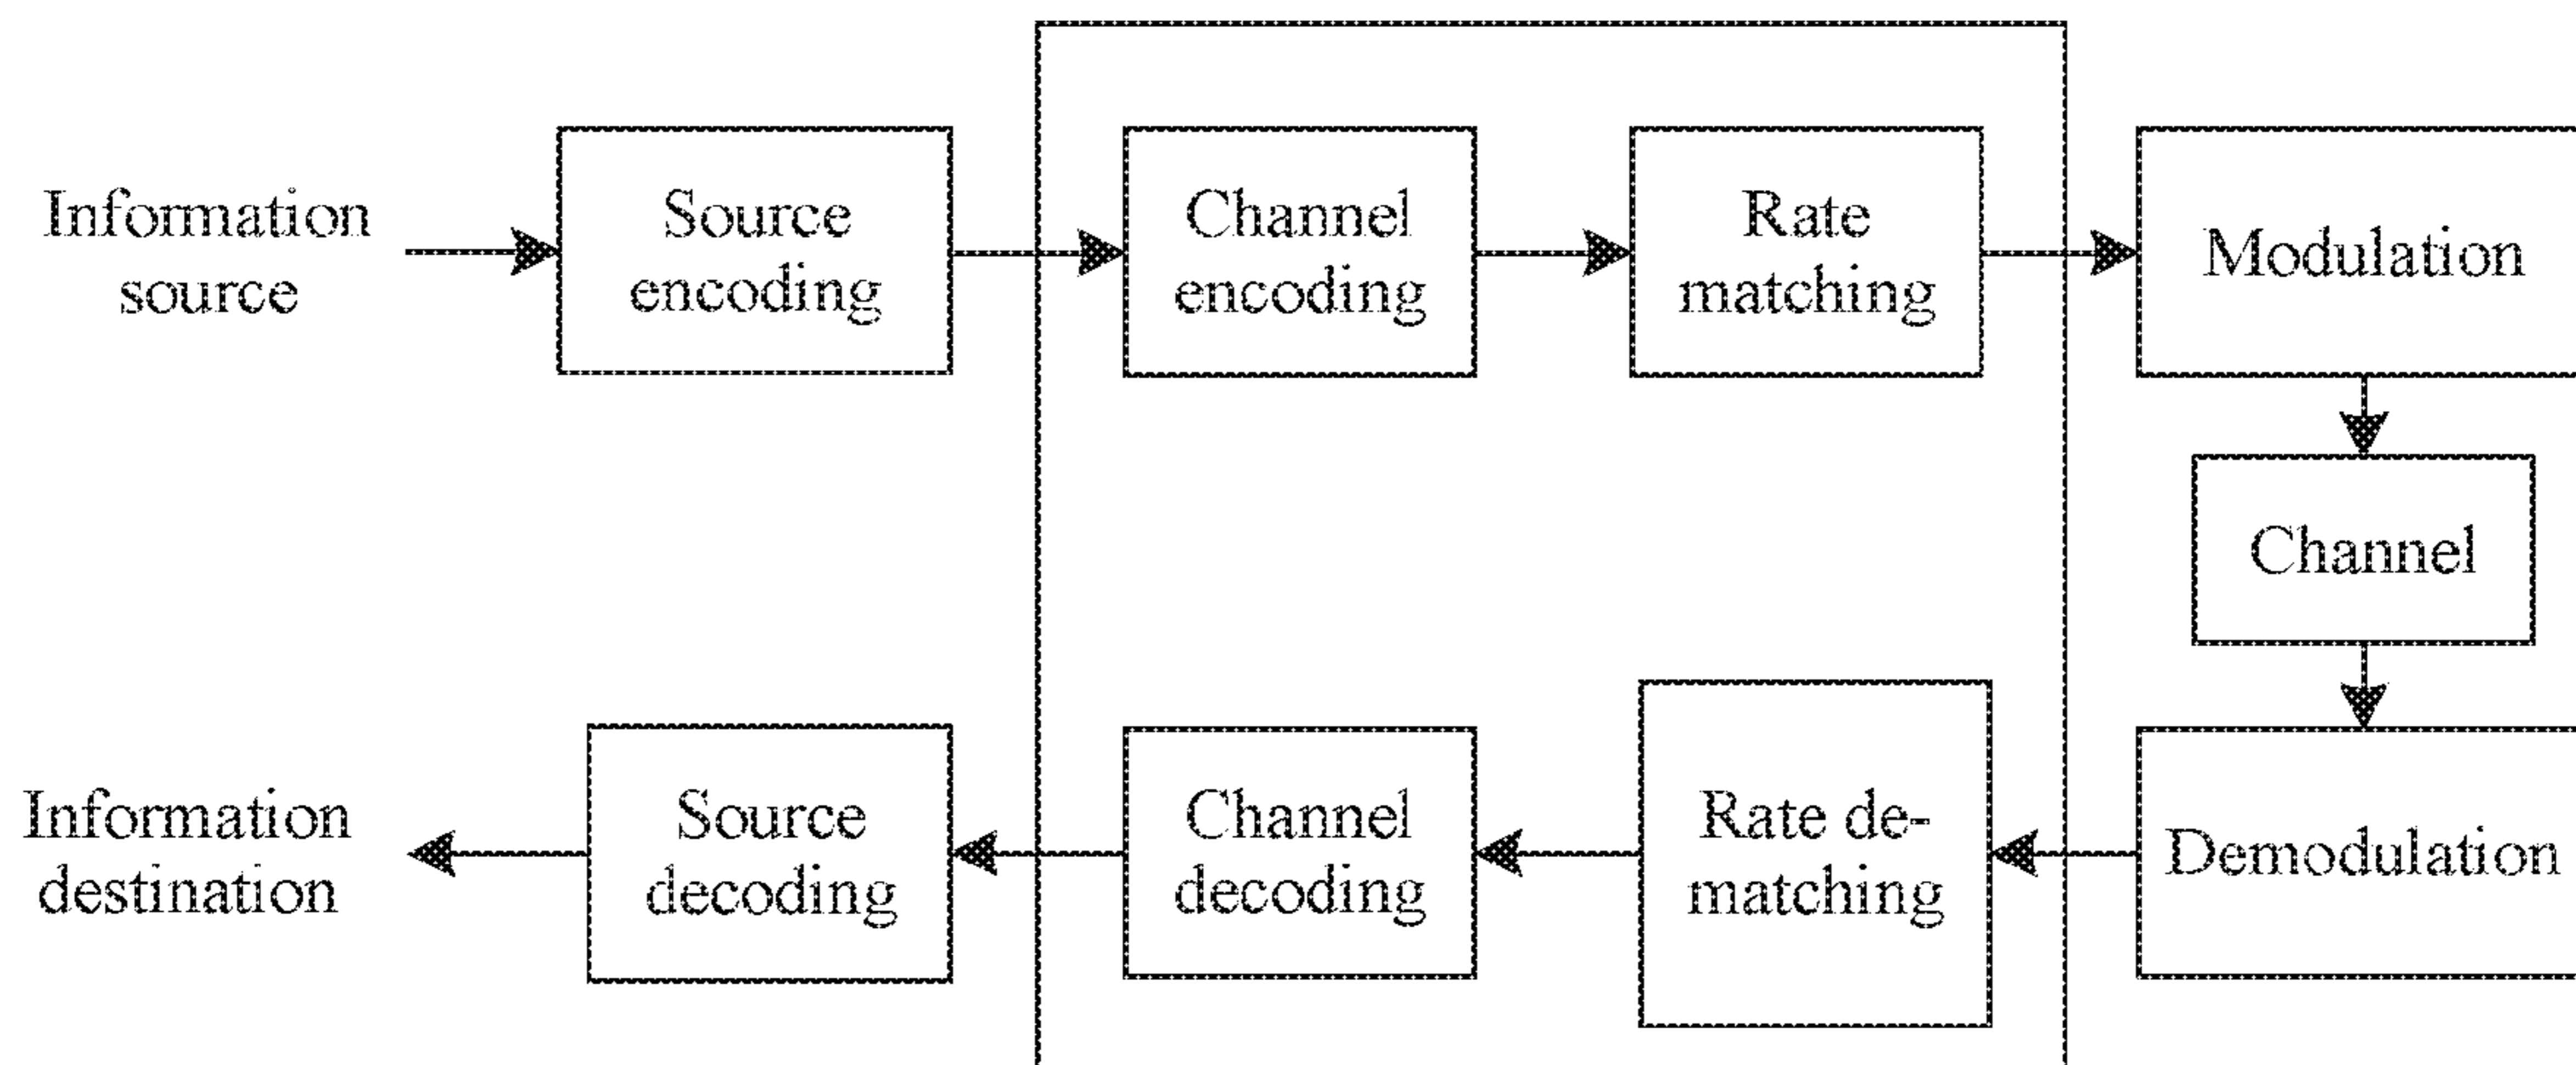 Information
source
Source
encoding
Channel
encoding
Rate
matching
Modulation
Channel
Information
destination
Source
decoding
Channel
decoding
Rate de-
matching
Demodulation